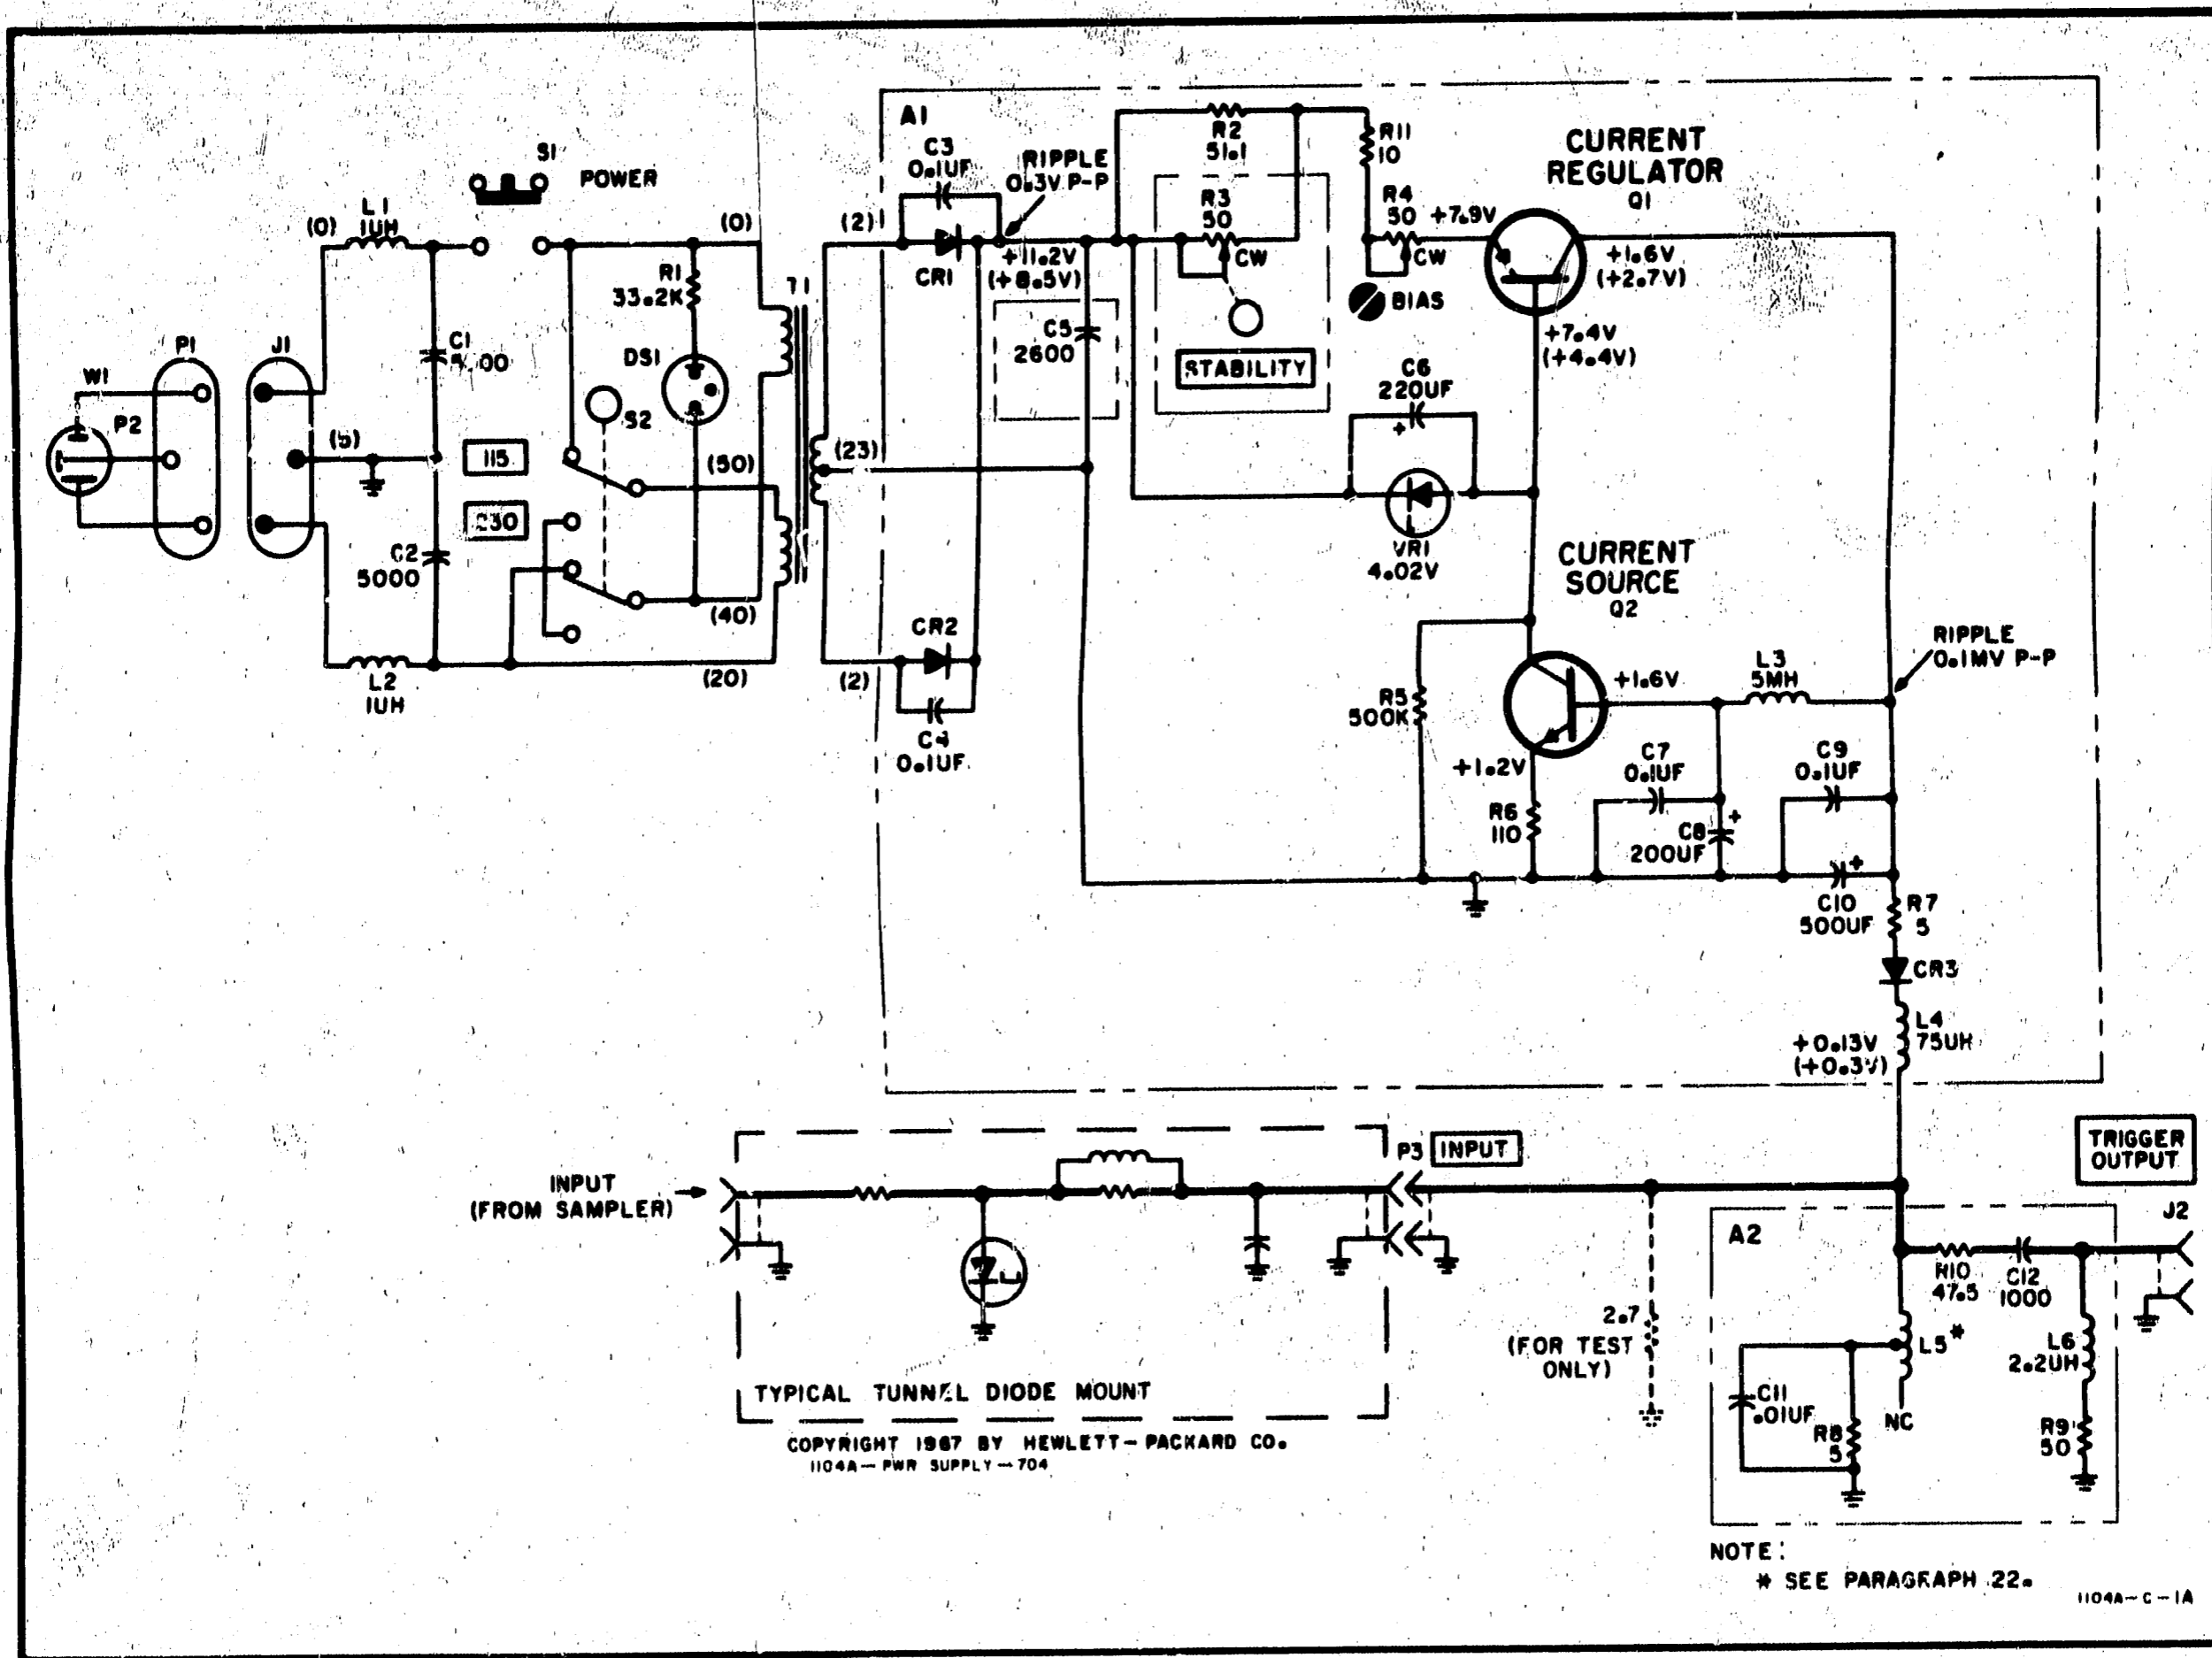 S1
POWER
L1
1UH
(0)
C1
P1
J1
W1
P2
(5)
115
C2
5000
L2
1UH
R1
33.2K
DS1
S2
(0)
T1
(50)
(40)
(20)
A1
C3
0.1UF
(2)
CR1
RIPPLE
0.3V P-P
+11.2V
(+8.5V)
(23)
CR2
(2)
C4
0.1UF
C5
2600
R2
51.1
R3
50
CW
STABILITY
R11
10
R4
50
+7.9V
CW
BIAS
CURRENT
REGULATOR
Q1
+1.6V
(+2.7V)
+7.4V
(+4.4V)
C6
220UF
+
VR1
4.02V
CURRENT
SOURCE
Q2
+1.6V
L3
5MH
RIPPLE
0.1MV P-P
R5
500K
+1.2V
R6
110
C7
0.1UF
C8
200UF
+
C9
0.1UF
+
C10
500UF
R7
5
CR3
L4
75UH
+0.13V
(+0.3V)
INPUT
(FROM SAMPLER)
P3
INPUT
TRIGGER
OUTPUT
J2
A2
R10
47.5
C12
1000
2.7
(FOR TEST
ONLY)
L5*
L6
2.2UH
C11
.01UF
R8
5
NC
R9
50
TYPICAL TUNNEL DIODE MOUNT
COPYRIGHT 1967 BY HEWLETT-PACKARD CO.
1104A-PWR SUPPLY-704
NOTE:
* SEE PARAGRAPH 22.
1104A-C-1A